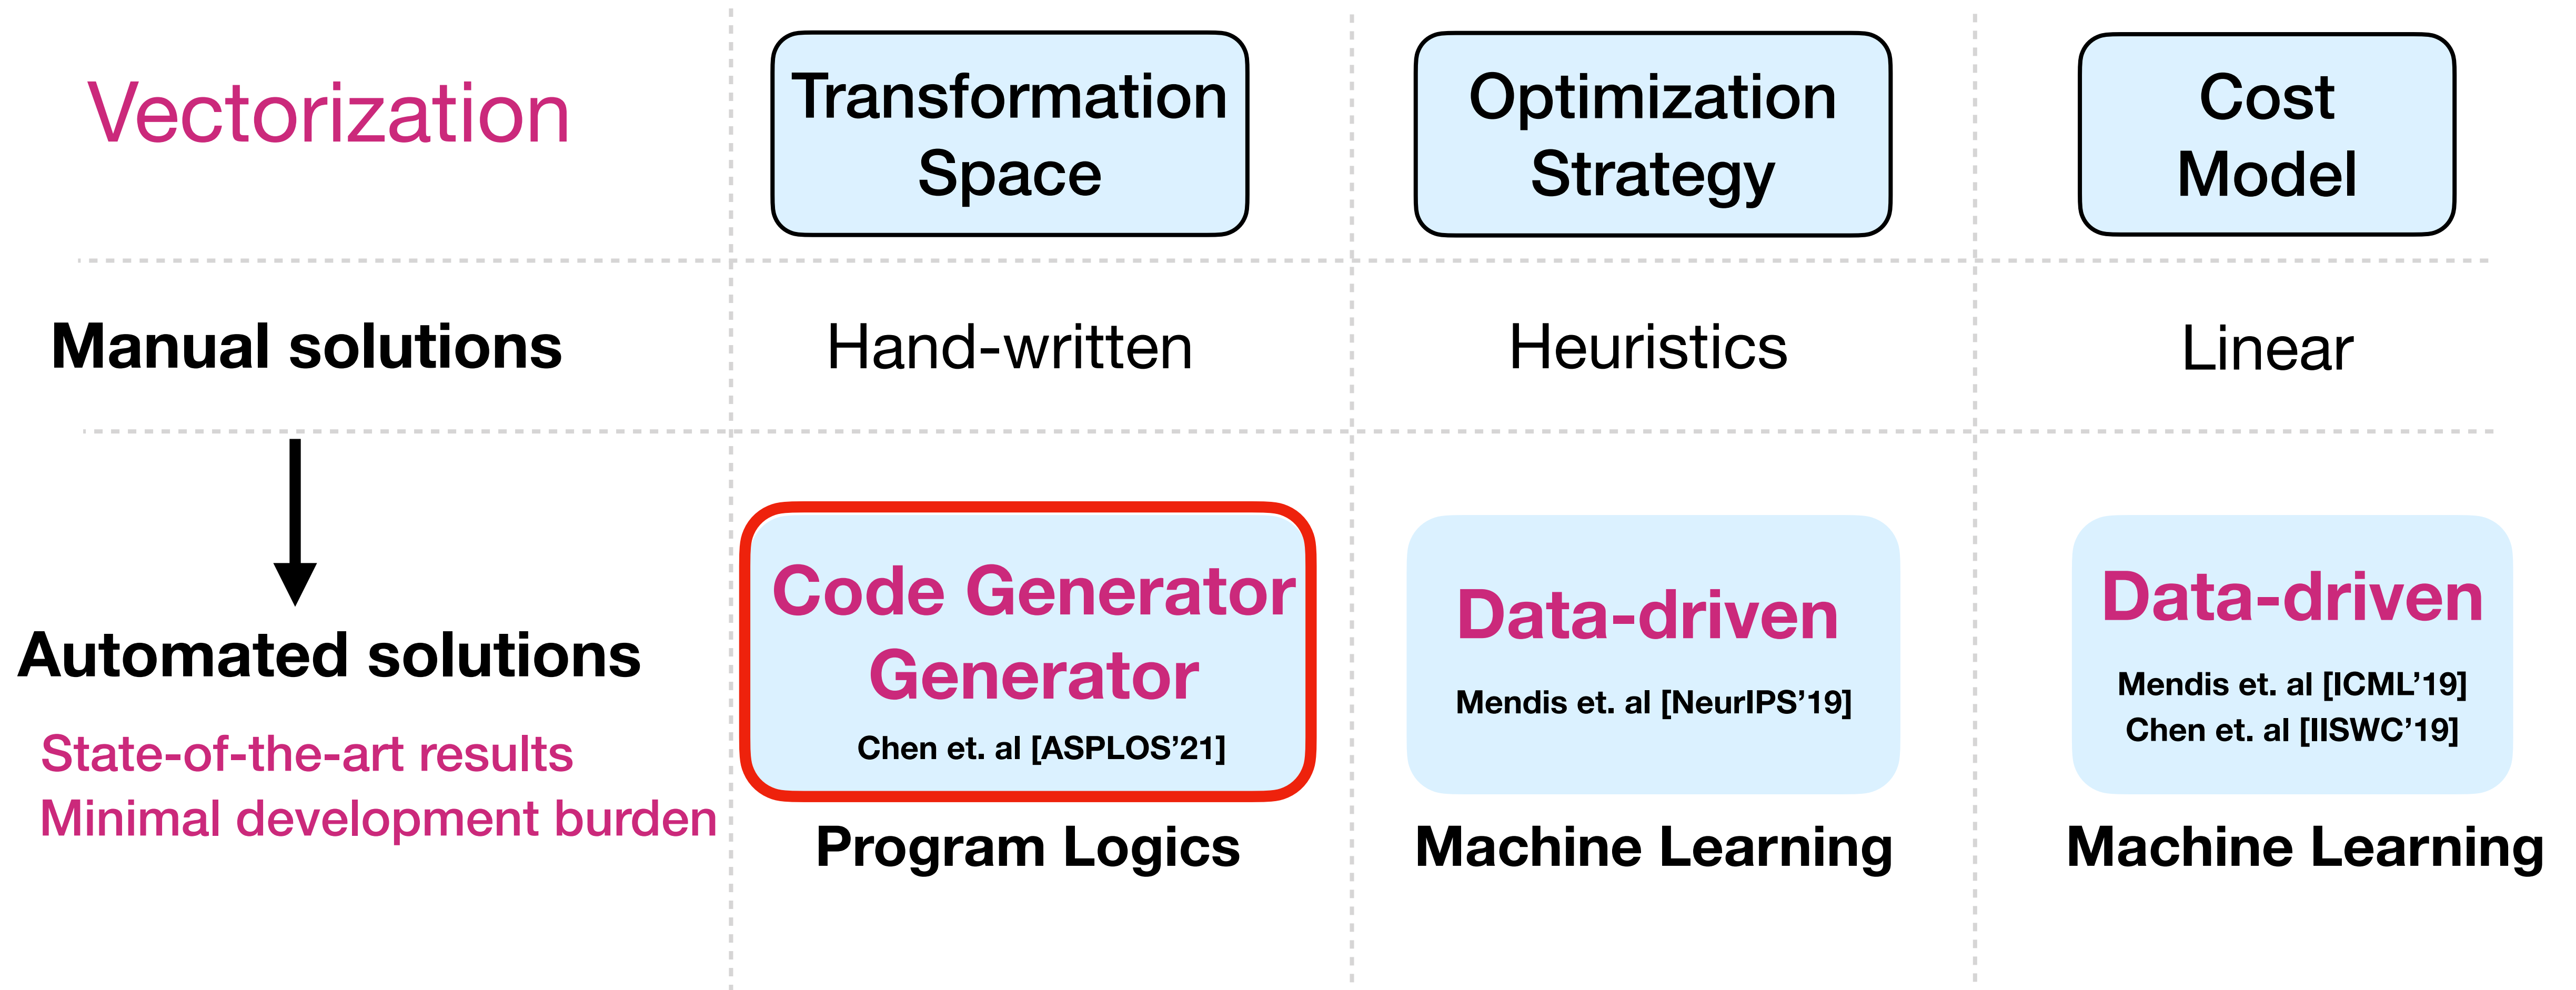 Vectorization
Transformation
Space
Optimization
Strategy
Cost
Model
Manual solutions
Hand-written
Heuristics
Linear
Automated solutions
State-of-the-art results
Minimal development burden
Code Generator
Generator
Chen et. al [ASPLOS’21]
Program Logics
Data-driven
Mendis et. al [NeurIPS’19]
Machine Learning
Data-driven
Mendis et. al [ICML’19]
Chen et. al [IISWC’19]
Machine Learning